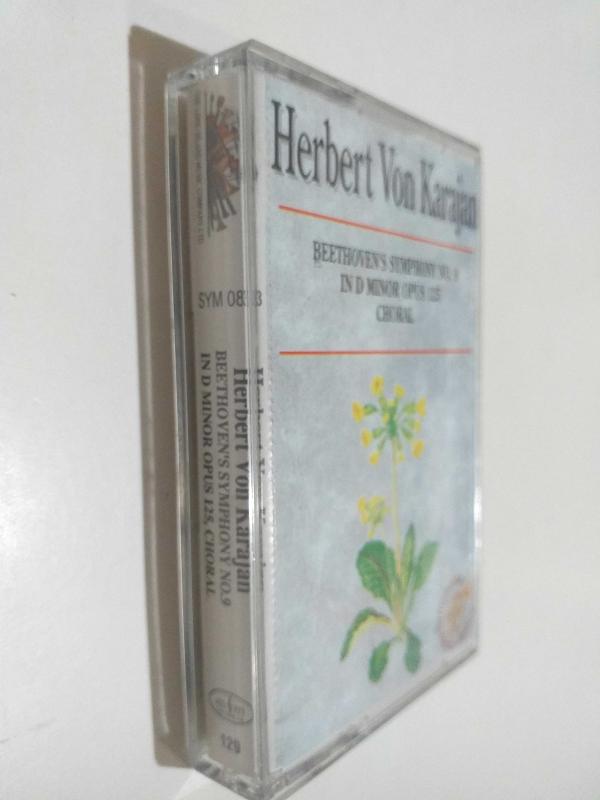 Herbert Von Karajan
BEETHOVEN'S SYMPHONY NO. 9
IN D MINOR OPUS 125
CHORAL
SYM
Herbert Von Karajan
BEETHOVEN'S SYMPHONY NO.9
IN D MINOR OPUS 125, CHORAL
129